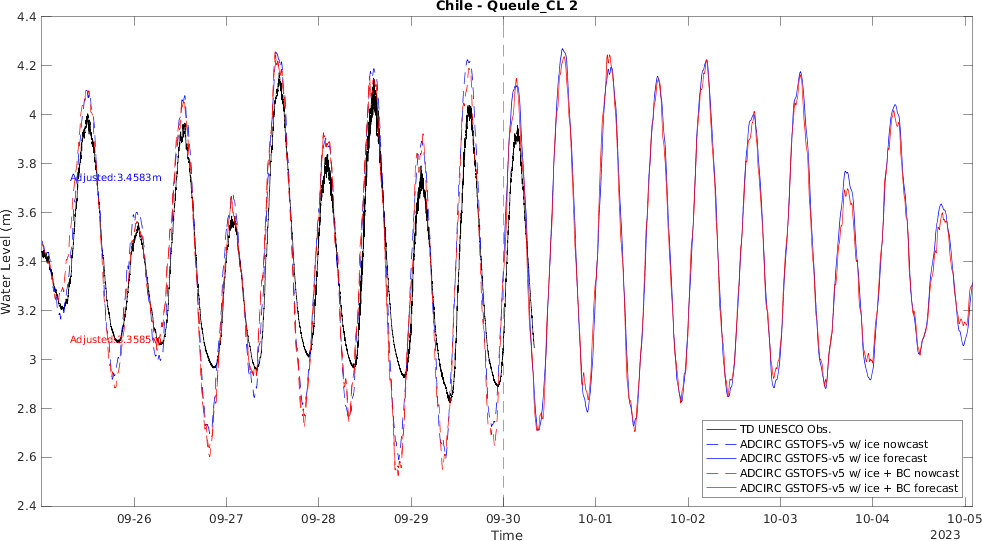 Chile - Queule_CL 2
4.4
4.2
4
3.8
3.6
3.4
3.2
3
2.8
2.6
2.4
Water Level (m)
Adjusted:3.4583m
Adjusted:3.3585m
TD UNESCO Obs.
ADCIRC GSTOFS-v5 w/ ice nowcast
ADCIRC GSTOFS-v5 w/ ice forecast
ADCIRC GSTOFS-v5 w/ ice + BC nowcast
ADCIRC GSTOFS-v5 w/ ice + BC forecast
09-26 09-27 09-28 09-29 09-30 10-01 10-02 10-03 10-04 10-05
2023
Time